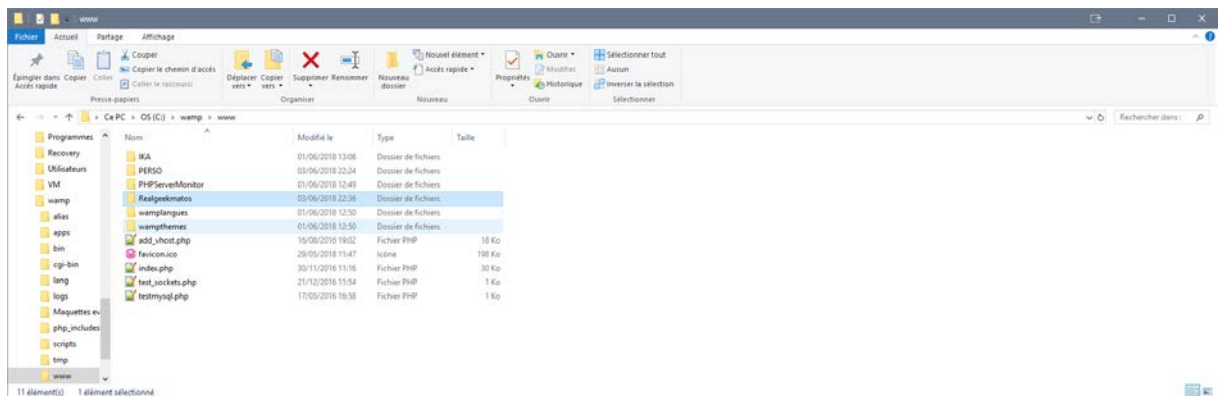 www
Fichier Accueil Partage Affichage
Épingler dans Accès rapide Copier Coller Couper Copier le chemin d'accès Coller le raccourci
Déplacer vers Copier vers Supprimer Renommer Nouveau dossier Nouvel élément Accès rapide
Propriétés Ouvrir Modifier Historique Sélectionner tout Aucun Inverser la sélection
Presse-papiers Organiser Nouveau Ouvrir Sélectionner
Ce PC > OS (C:) > wamp > www Rechercher dans :
Programmes
Recovery
Utilisateurs
VM
wamp
alias
apps
bin
cgi-bin
lang
logs
Maquettes
php_includes
scripts
tmp
www
Nom Modifié le Type Taille
IKA 01/06/2018 13:06 Dossier de fichiers
PERSO 03/06/2018 22:24 Dossier de fichiers
PHPServerMonitor 01/06/2018 12:49 Dossier de fichiers
Realgeekmatos 03/06/2018 22:36 Dossier de fichiers
wamplangues 01/06/2018 12:50 Dossier de fichiers
wampthemes 01/06/2018 12:50 Dossier de fichiers
add_vhost.php 16/08/2016 19:02 Fichier PHP 18 Ko
favicon.ico 29/05/2018 11:47 Icône 198 Ko
index.php 30/11/2016 11:16 Fichier PHP 30 Ko
test_sockets.php 21/12/2016 11:54 Fichier PHP 1 Ko
testmysql.php 17/05/2016 16:58 Fichier PHP 1 Ko
11 élément(s) 1 élément sélectionné